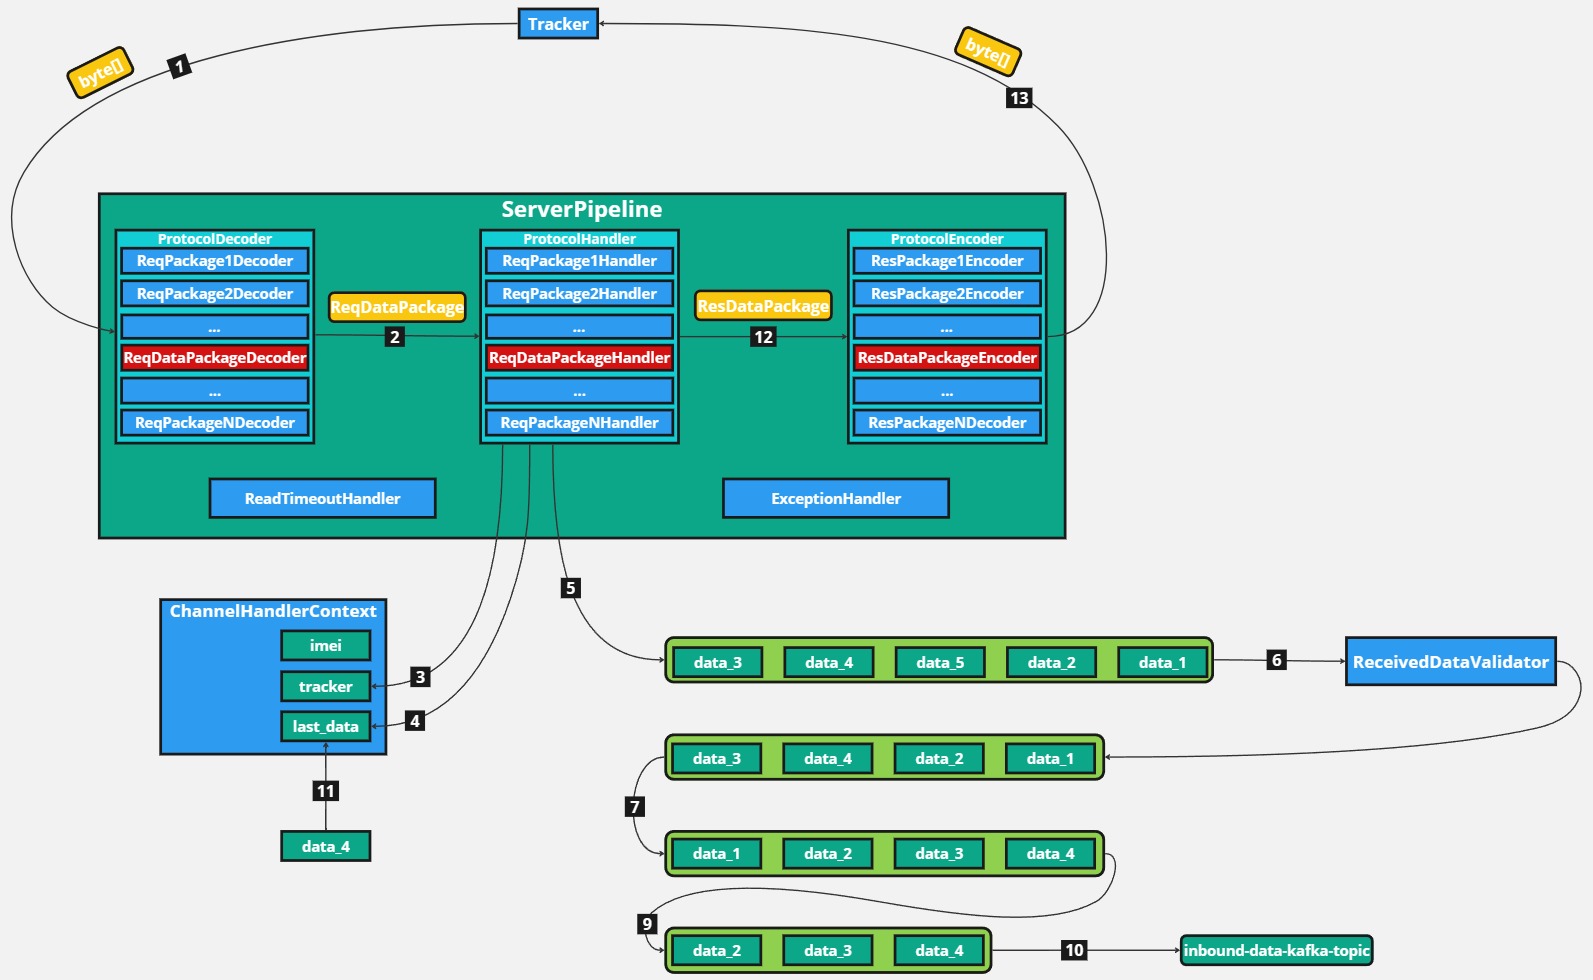 Tracker
byte[]
1
byte[]
13
ServerPipeline
ProtocolDecoder
ReqPackage1Decoder
ReqPackage2Decoder
...
ReqDataPackageDecoder
...
ReqPackageNDecoder
ReqDataPackage
2
ProtocolHandler
ReqPackage1Handler
ReqPackage2Handler
...
ReqDataPackageHandler
...
ReqPackageNHandler
ResDataPackage
12
ProtocolEncoder
ResPackage1Encoder
ResPackage2Encoder
...
ResDataPackageEncoder
...
ResPackageNDecoder
ReadTimeoutHandler
ExceptionHandler
ChannelHandlerContext
imei
tracker
last_data
3
4
11
data_4
5
data_3 data_4 data_5 data_2 data_1
6
ReceivedDataValidator
data_3 data_4 data_2 data_1
7
data_1 data_2 data_3 data_4
9
data_2 data_3 data_4
10
inbound-data-kafka-topic